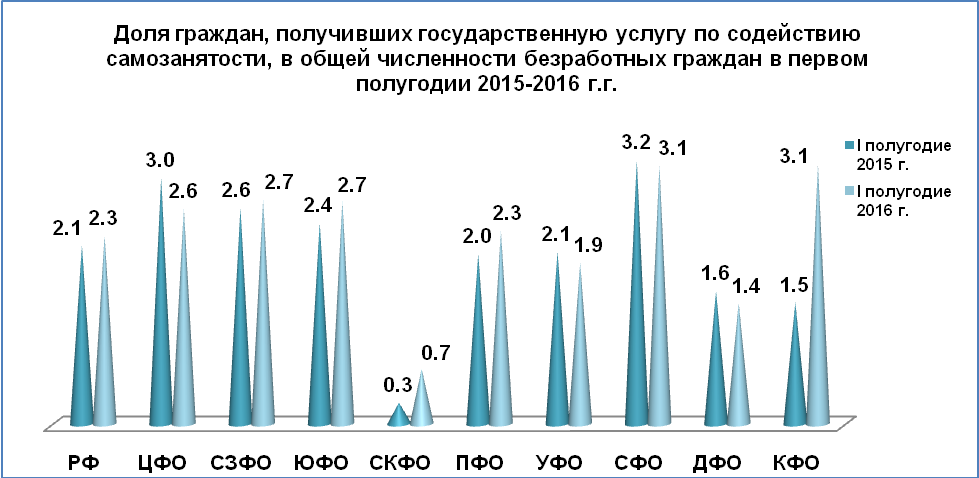 Доля граждан, получивших государственную услугу по содействию
самозанятости, в общей численности безработных граждан в первом
полугодии 2015-2016 г.г.
I полугодие
2015 г.
I полугодие
2016 г.
2.1
2.3
3.0
2.6
2.6
2.7
2.4
2.7
0.3
0.7
2.0
2.3
2.1
1.9
3.2
3.1
1.6
1.4
1.5
3.1
РФ ЦФО СЗФО ЮФО СКФО ПФО УФО СФО ДФО КФО